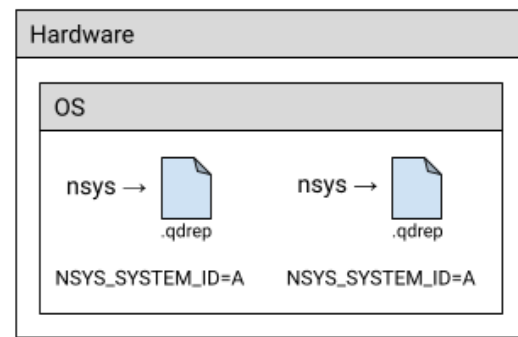 Hardware
OS
nsys → nsys →
.qdrep .qdrep
NSYS_SYSTEM_ID=A NSYS_SYSTEM_ID=A